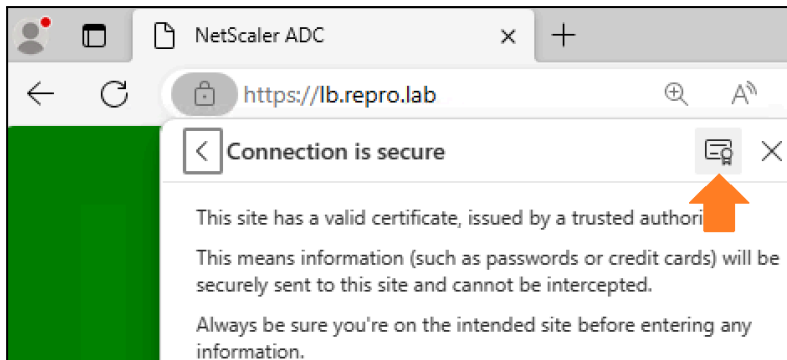 NetScaler ADC
https://lb.repro.lab
Connection is secure
This site has a valid certificate, issued by a trusted
This means information (such as passwords or credit cards) will be
securely sent to this site and cannot be intercepted.
Always be sure you're on the intended site before entering any
information.